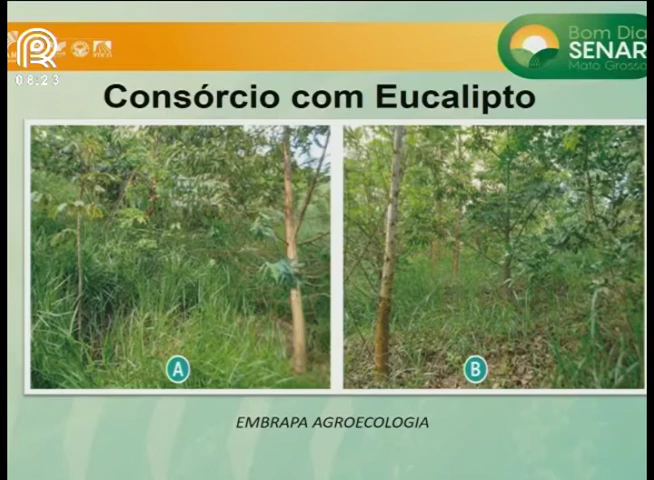 08:23
Bom Dia
SENAR
Mato Grosso
Consórcio com Eucalipto
A
B
EMBRAPA AGROECOLOGIA